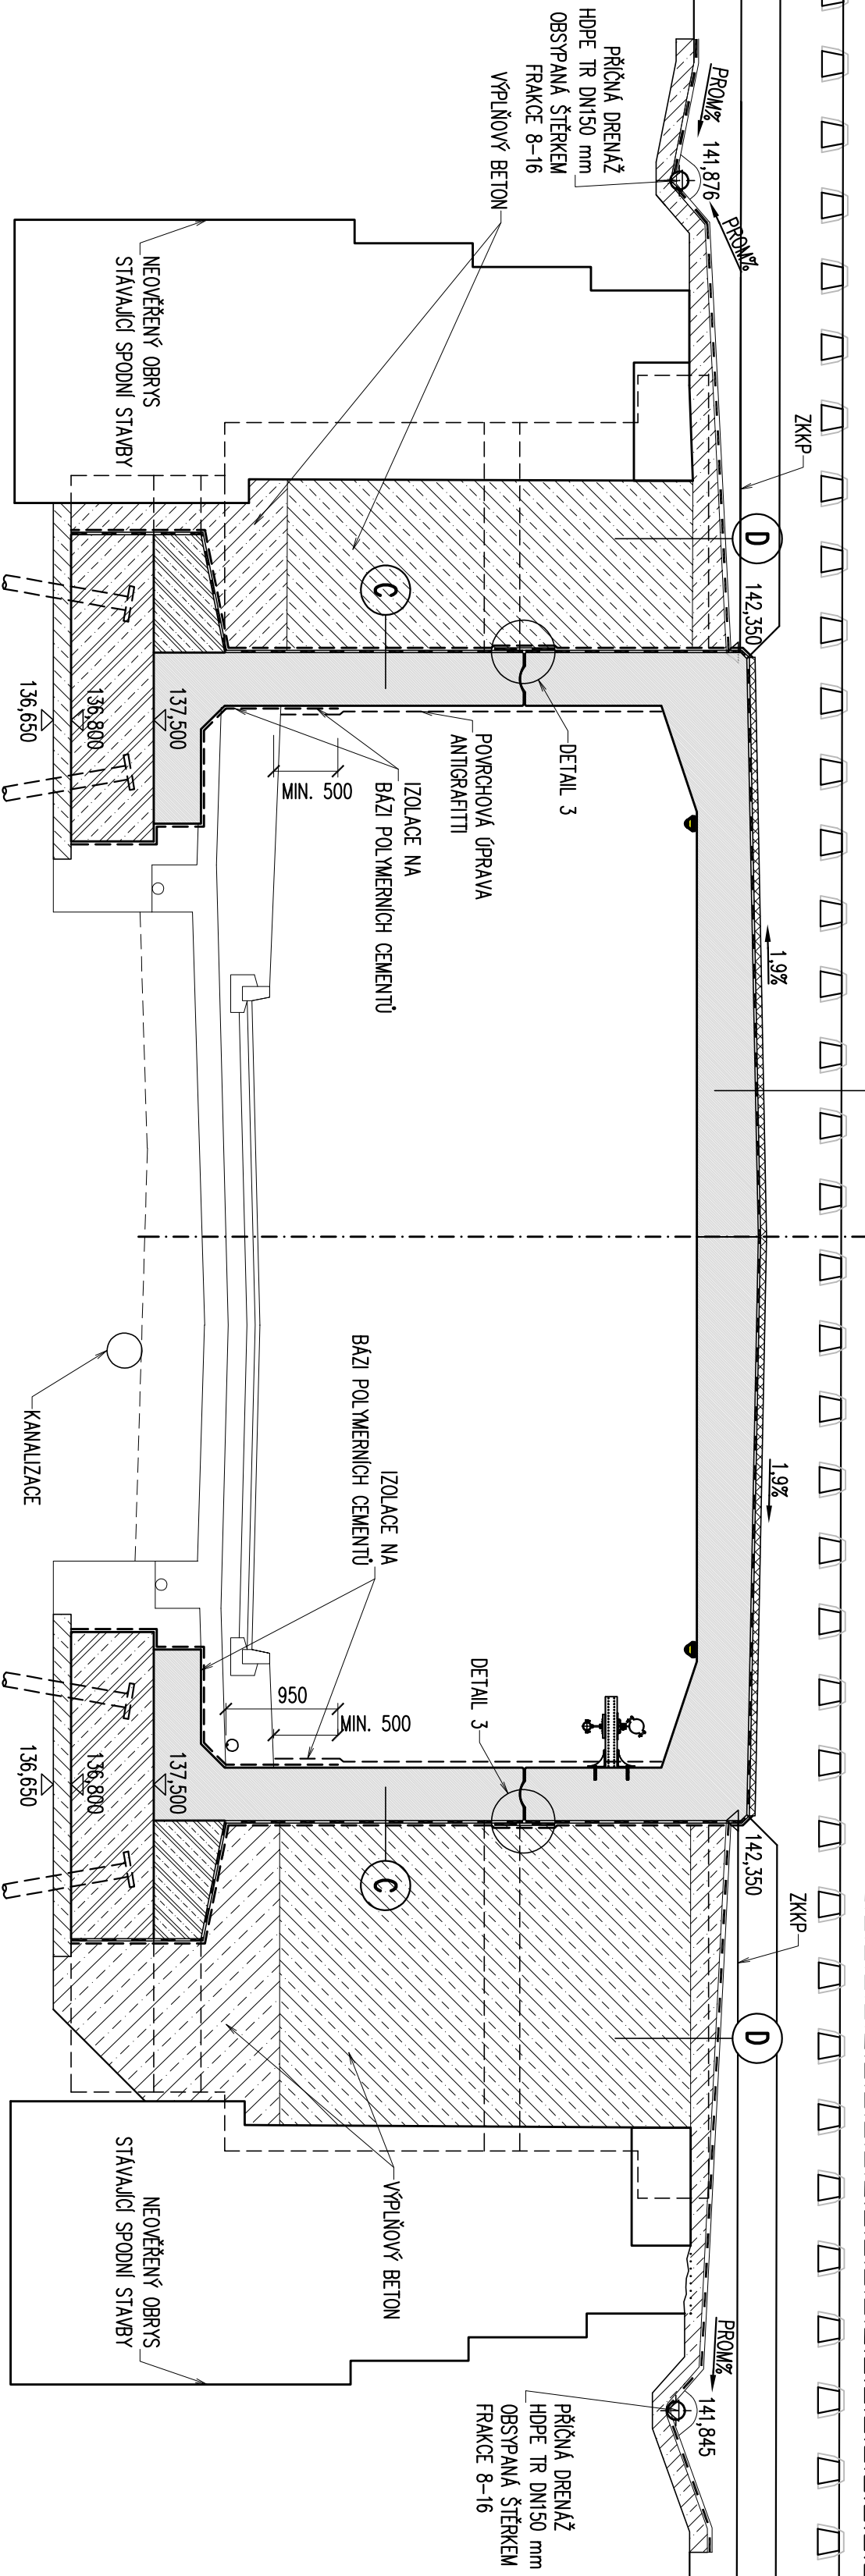 PŘÍČNÁ DRENÁŽ
HDPE TR DN150 mm
OBSYPANÁ ŠTĚRKEM
FRAKCE 8-16
VÝPLŇOVÝ BETON
PROM%
141,876
PROM%
NEOVĚŘENÝ OBRYS
STÁVAJÍCÍ SPODNÍ STAVBY
ZKKP
D
142,350
C
DETAIL 3
137,500
136,800
136,650
MIN. 500
POVRCHOVÁ ÚPRAVA
ANTIGRAFITTI
IZOLACE NA
BÁZI POLYMERNÍCH CEMENTŮ
1,9%
1,9%
KANALIZACE
IZOLACE NA
BÁZI POLYMERNÍCH CEMENTŮ
950
MIN. 500
DETAIL 3
137,500
136,800
136,650
142,350
C
ZKKP
D
VÝPLŇOVÝ BETON
NEOVĚŘENÝ OBRYS
STÁVAJÍCÍ SPODNÍ STAVBY
PROM%
141,845
PŘÍČNÁ DRENÁŽ
HDPE TR DN150 mm
OBSYPANÁ ŠTĚRKEM
FRAKCE 8-16